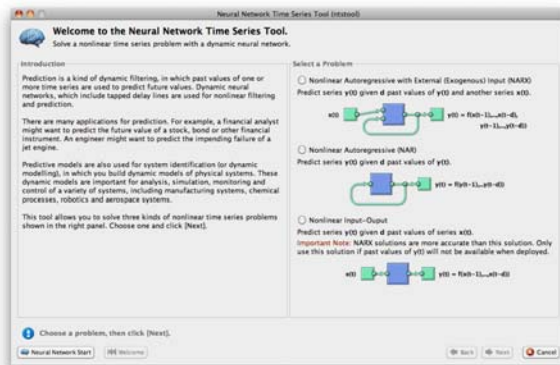 Neural Network Time Series Tool (ntstool)
Welcome to the Neural Network Time Series Tool.
Solve a nonlinear time series problem with a dynamic neural network.
Introduction
Prediction is a kind of dynamic filtering, in which past values of one or
more time series are used to predict future values. Dynamic neural
networks, which include tapped delay lines are used for nonlinear filtering
and prediction.
There are many applications for prediction. For example, a financial analyst
might want to predict the future value of a stock, bond or other financial
instrument. An engineer might want to predict the impending failure of a
jet engine.
Predictive models are also used for system identification (or dynamic
modelling), in which you build dynamic models of physical systems. These
dynamic models are important for analysis, simulation, monitoring and
control of a variety of systems, including manufacturing systems, chemical
processes, robotics and aerospace systems.
This tool allows you to solve three kinds of nonlinear time series problems
shown in the right panel. Choose one and click [Next].
Select a Problem
Nonlinear Autoregressive with External (Exogenous) Input (NARX)
Predict series y(t) given d past values of y(t) and another series x(t).
x(t)
y(t) = f(x(t-1),...,x(t-d),
y(t-1),...,y(t-d))
Nonlinear Autoregressive (NAR)
Predict series y(t) given d past values of y(t).
y(t) = f(y(t-1),...,y(t-d))
Nonlinear Input-Ouput
Predict series y(t) given d past values of series x(t).
Important Note: NARX solutions are more accurate than this solution. Only
use this solution if past values of y(t) will not be available when deployed.
x(t)
y(t) = f(x(t-1),...,x(t-d))
Choose a problem, then click [Next].
Neural Network Start
Welcome
Back
Next
Cancel